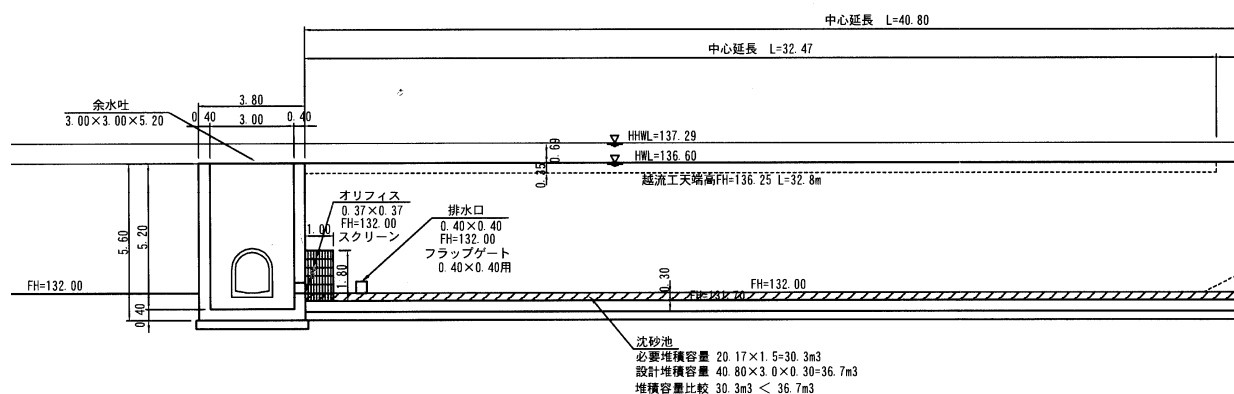 中心延長 L=40.80
中心延長 L=32.47
余水吐
3.00×3.00×5.20
3.80
0.40
3.00
0.40
HHWL=137.29
0.69
HWL=136.60
0.35
越流工天端高FH=136.25 L=32.8m
オリフィス
0.37×0.37
FH=132.00
スクリーン
1.00
排水口
0.40×0.40
FH=132.00
フラップゲート
0.40×0.40用
5.60
5.20
1.80
0.30
FH=132.00
FH=132.00
FH=131.70
0.40
沈砂池
必要堆積容量 20.17×1.5=30.3m3
設計堆積容量 40.80×3.0×0.30=36.7m3
堆積容量比較 30.3m3 < 36.7m3